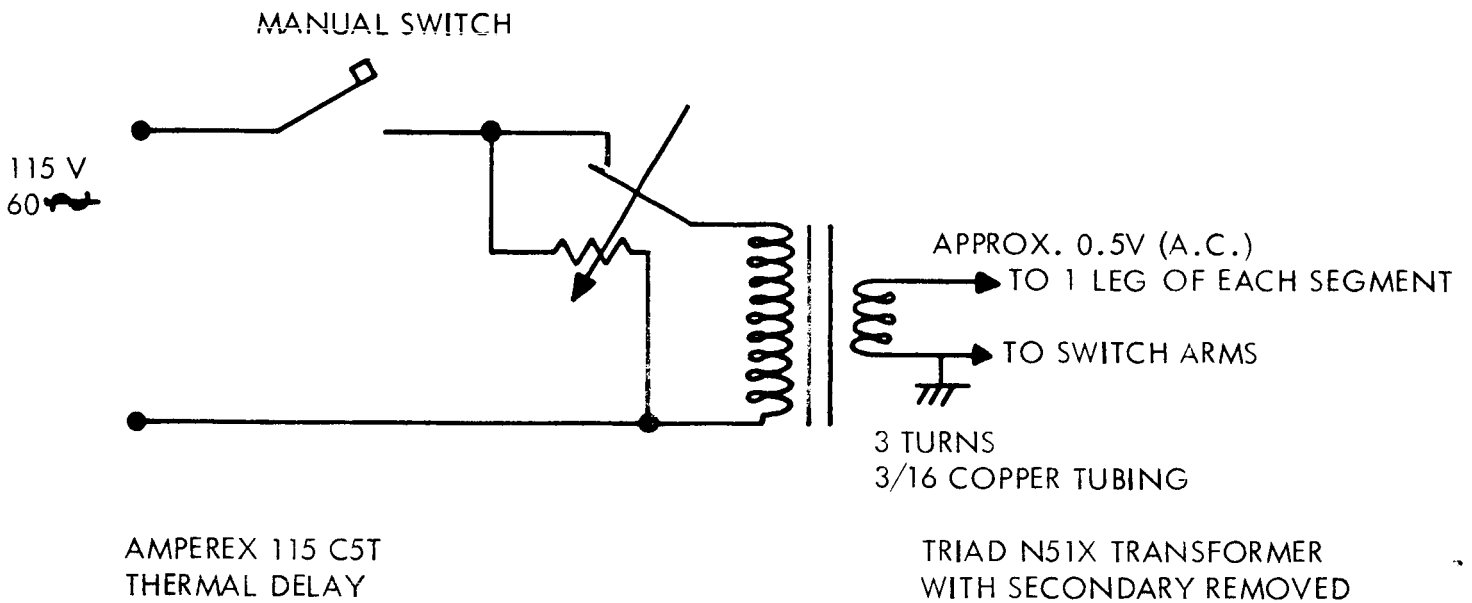 MANUAL SWITCH
115 V
60
APPROX. 0.5V (A.C.)
TO 1 LEG OF EACH SEGMENT
TO SWITCH ARMS
3 TURNS
3/16 COPPER TUBING
AMPEREX 115 C5T
THERMAL DELAY
TRIAD N51X TRANSFORMER
WITH SECONDARY REMOVED